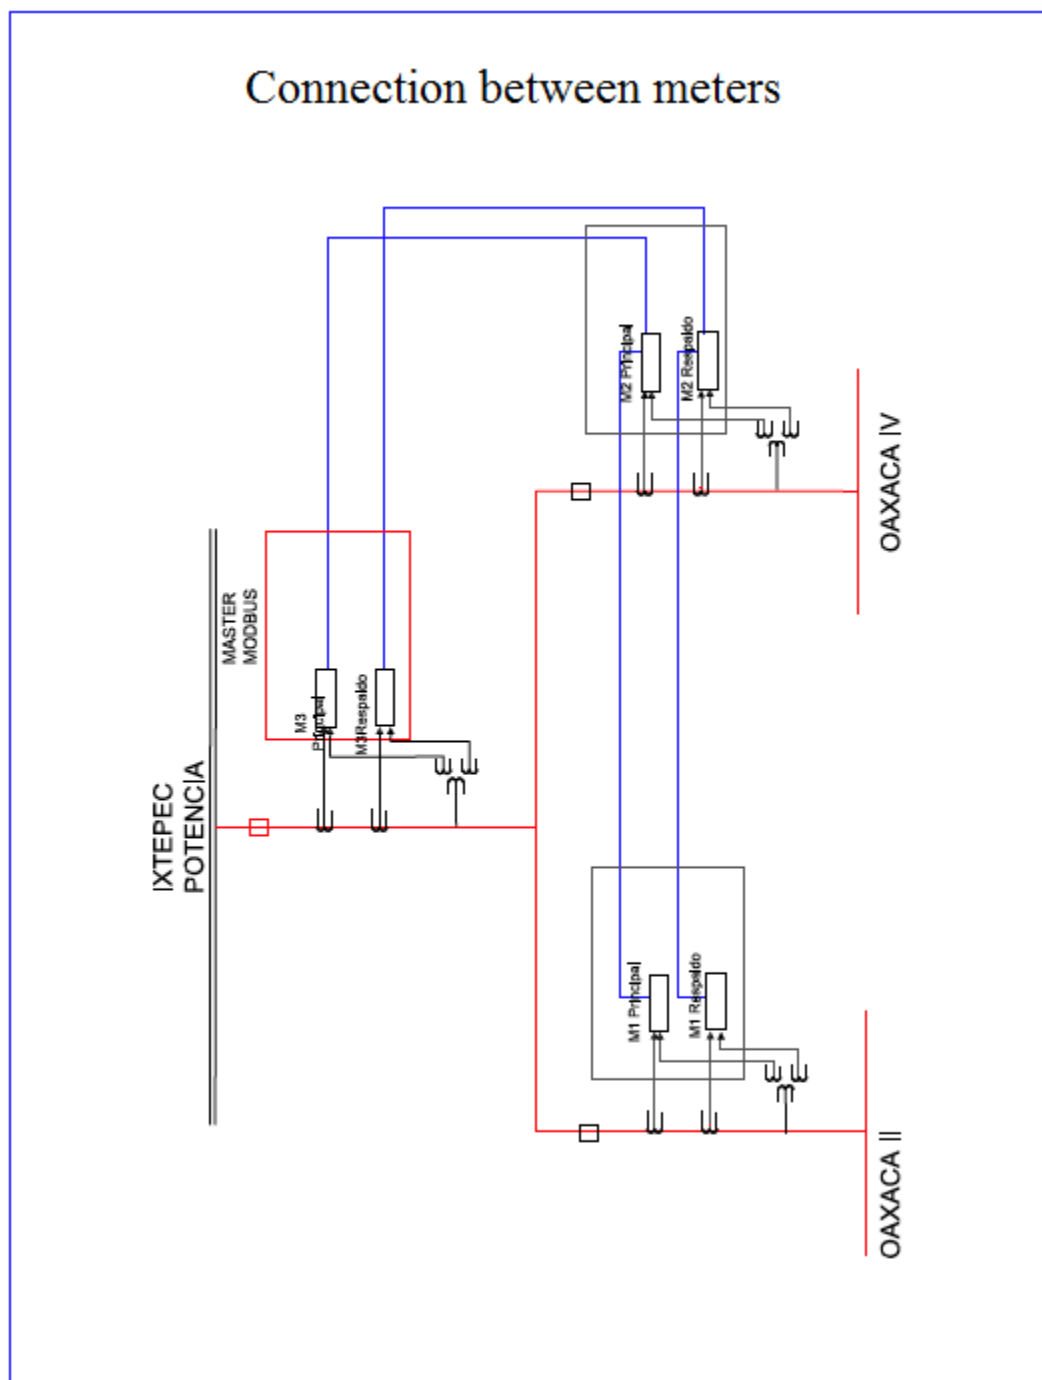 Connection between meters
M2 Principal
M2 Respaldo
OAXACA IV
MASTER
MODBUS
M3
Principal
M3Respaldo
IXTEPEC
POTENCIA
M1 Principal
M1 Respaldo
OAXACA II